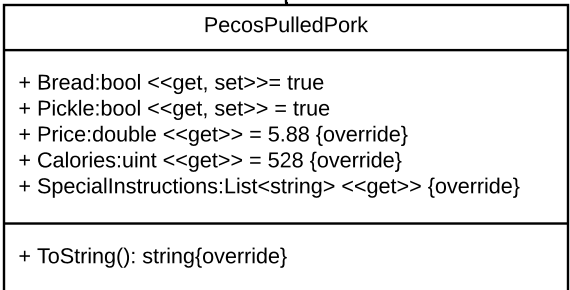 PecosPulledPork
+ Bread:bool <<get, set>>= true
+ Pickle:bool <<get, set>> = true
+ Price:double <<get>> = 5.88 {override}
+ Calories:uint <<get>> = 528 {override}
+ SpecialInstructions:List<string> <<get>> {override}
+ ToString(): string{override}